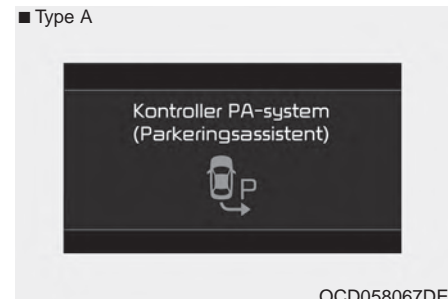 ■ Type A
Kontroller PA-system
(Parkeringsassistent)
P
OCD058067DE